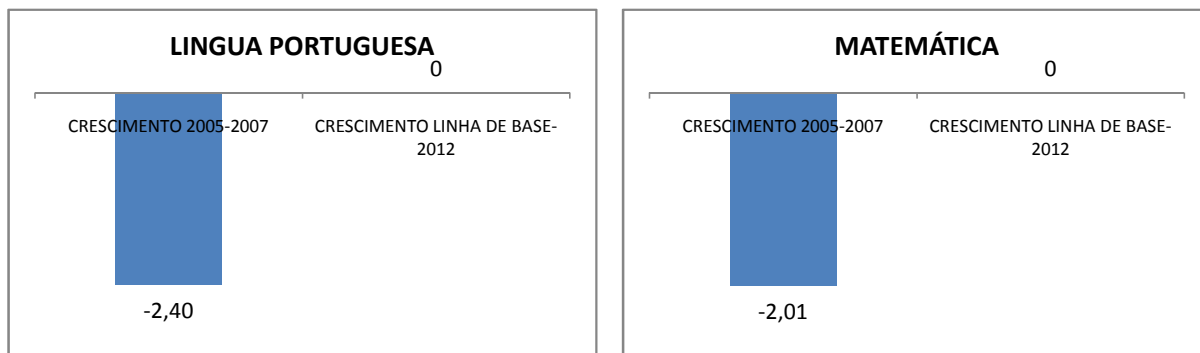 LINGUA PORTUGUESA
0
CRESCIMENTO 2005-2007
CRESCIMENTO LINHA DE BASE-
2012
-2,40
MATEMÁTICA
0
CRESCIMENTO 2005-2007
CRESCIMENTO LINHA DE BASE-
2012
-2,01